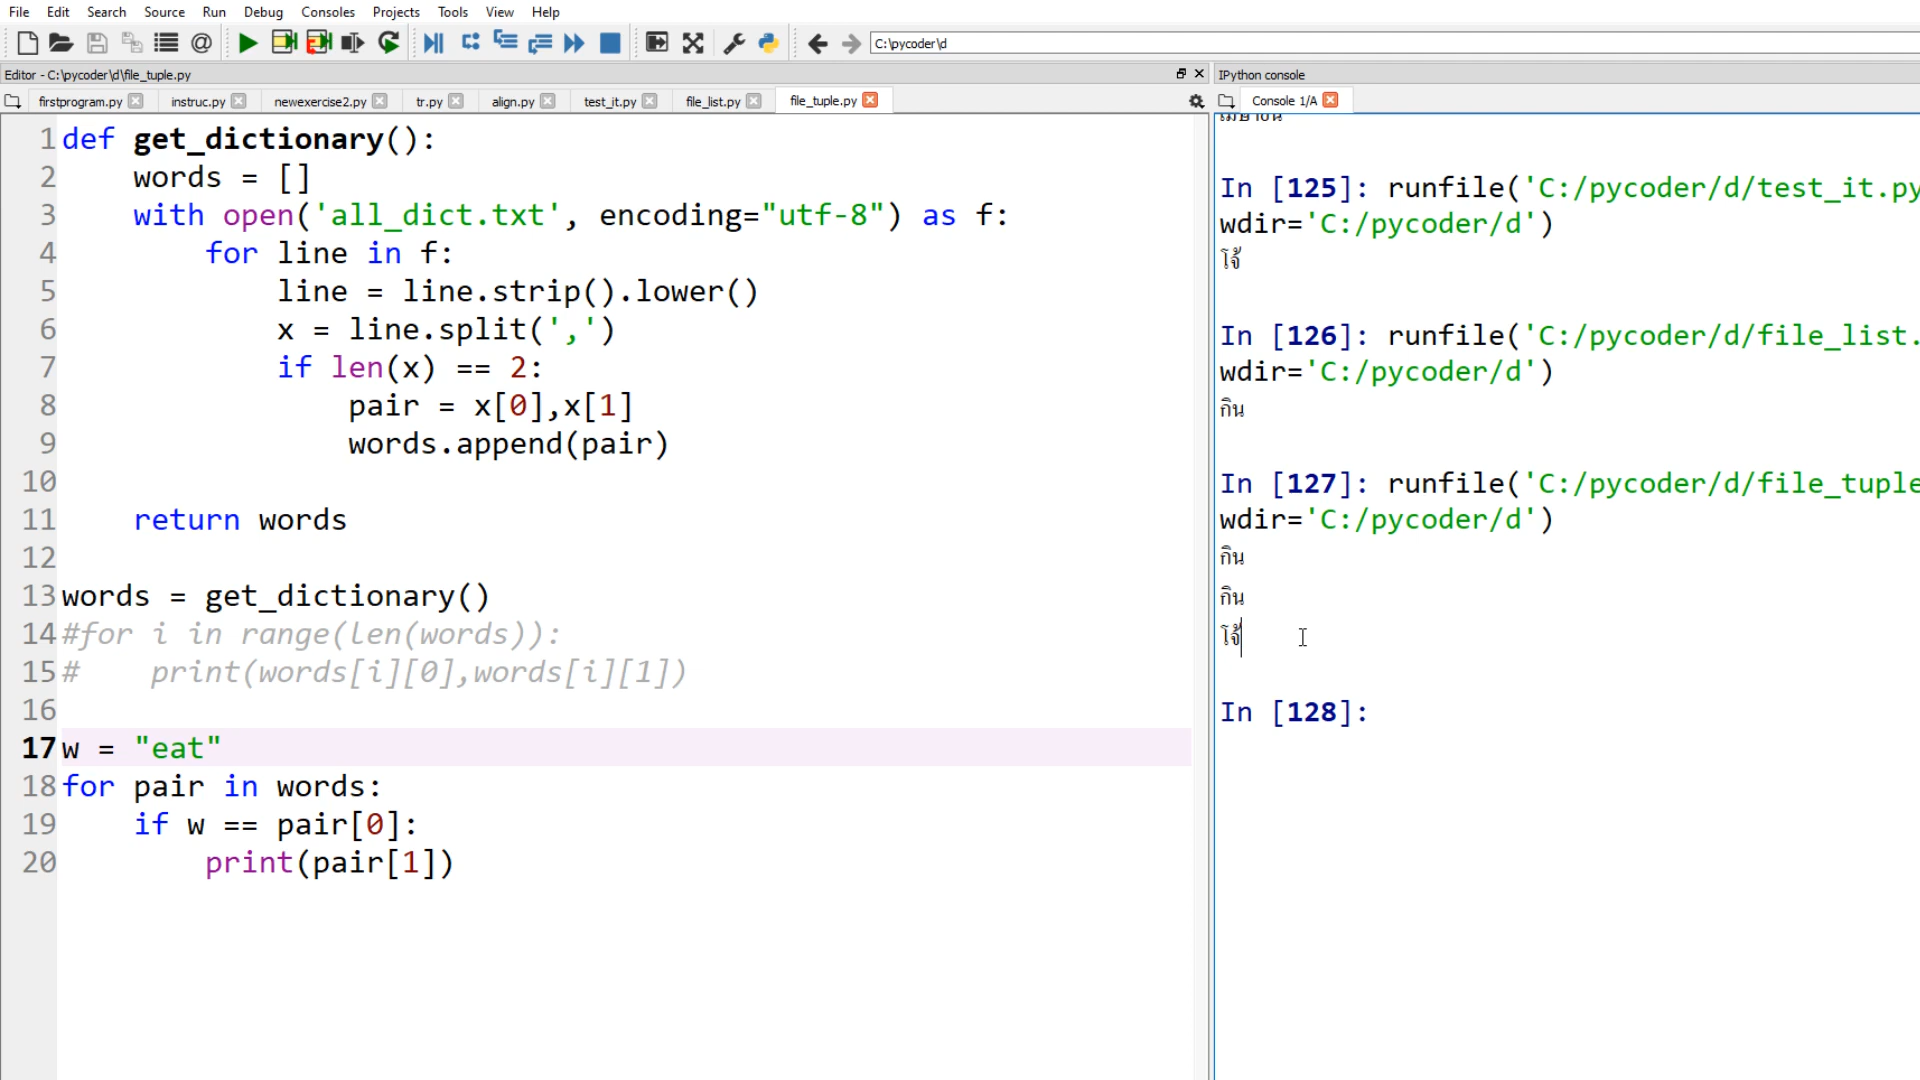 File Edit Search Source Run Debug Consoles Projects Tools View Help
C:\pycoder\d
Editor - C:\pycoder\d\file_tuple.py
firstprogram.py instruc.py newexercise2.py tr.py align.py test_it.py file_list.py file_tuple.py
1 def get_dictionary():
2 words = []
3 with open('all_dict.txt', encoding="utf-8") as f:
4 for line in f:
5 line = line.strip().lower()
6 x = line.split(',')
7 if len(x) == 2:
8 pair = x[0],x[1]
9 words.append(pair)
10
11 return words
12
13 words = get_dictionary()
14 #for i in range(len(words)):
15 # print(words[i][0],words[i][1])
16
17 w = "eat"
18 for pair in words:
19 if w == pair[0]:
20 print(pair[1])
IPython console
Console 1/A
In [125]: runfile('C:/pycoder/d/test_it.py
wdir='C:/pycoder/d')
โจ้
In [126]: runfile('C:/pycoder/d/file_list.
wdir='C:/pycoder/d')
กิน
In [127]: runfile('C:/pycoder/d/file_tuple
wdir='C:/pycoder/d')
กิน
กิน
โจ้
In [128]: